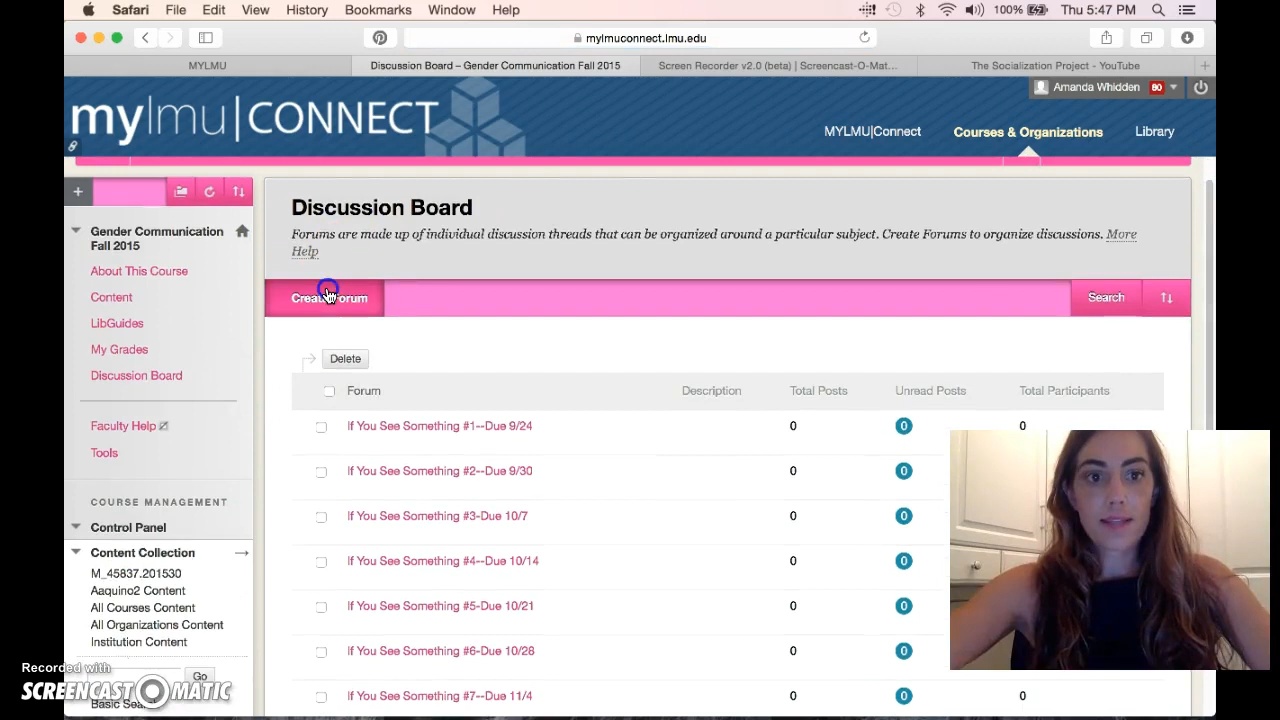 Safari File Edit View History Bookmarks Window Help 100% Thu 5:47 PM
mylmuconnect.lmu.edu
MYLMU Discussion Board – Gender Communication Fall 2015 Screen Recorder v2.0 (beta) | Screencast-O-Mat... The Socialization Project - YouTube
Amanda Whidden 80
mylmu|CONNECT
MYLMU|Connect Courses & Organizations Library
Gender Communication
Fall 2015
About This Course
Content
LibGuides
My Grades
Discussion Board
Faculty Help
Tools
COURSE MANAGEMENT
Control Panel
Content Collection
M_45837.201530
Aaquino2 Content
All Courses Content
All Organizations Content
Institution Content
Go
Discussion Board
Forums are made up of individual discussion threads that can be organized around a particular subject. Create Forums to organize discussions. More
Help
Create Forum Search
Delete
Forum Description Total Posts Unread Posts Total Participants
If You See Something #1--Due 9/24 0 0 0
If You See Something #2--Due 9/30 0 0
If You See Something #3-Due 10/7 0 0
If You See Something #4--Due 10/14 0 0
If You See Something #5-Due 10/21 0 0
If You See Something #6-Due 10/28 0 0
If You See Something #7--Due 11/4 0 0 0
Recorded with
SCREENCAST-O-MATIC